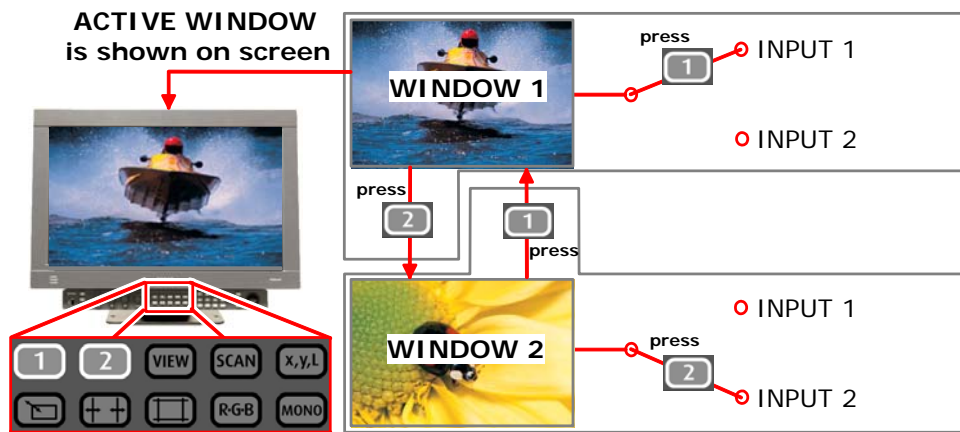 ACTIVE WINDOW
is shown on screen
WINDOW 1
press
1
INPUT 1
INPUT 2
press
2
1
press
WINDOW 2
INPUT 1
press
2
INPUT 2
1 2 VIEW SCAN x,y,L
R·G·B MONO